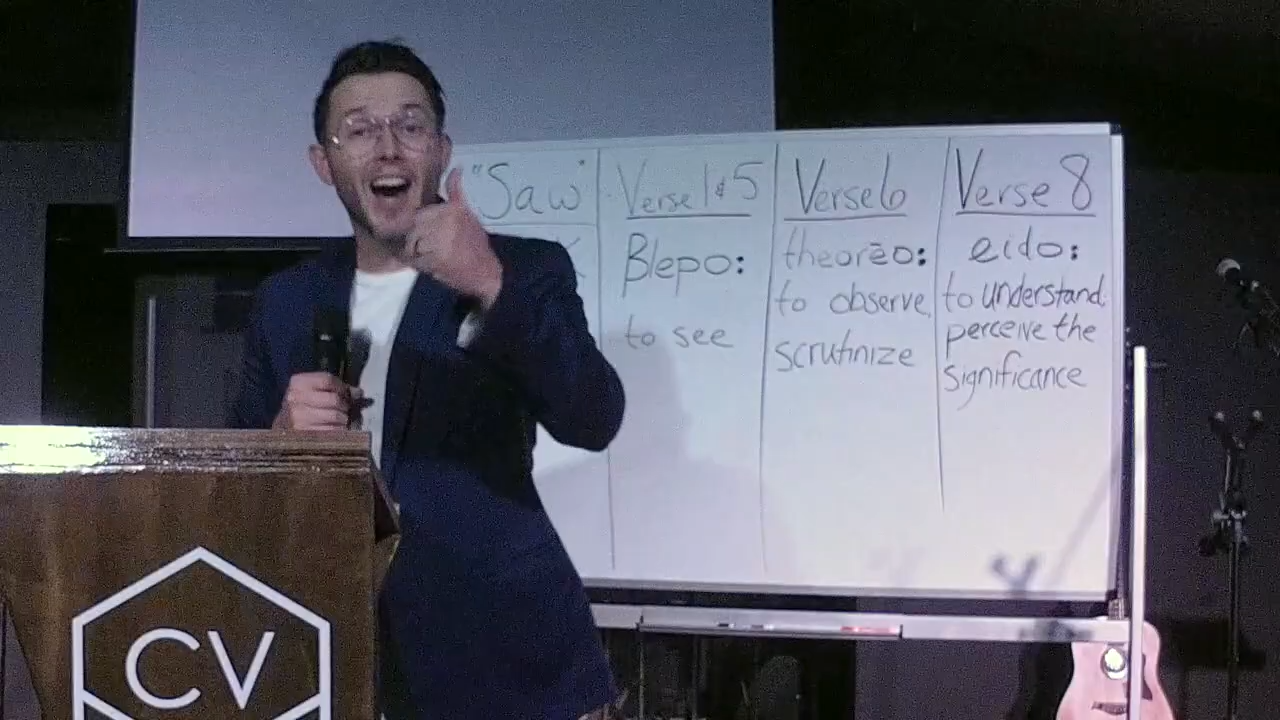 "Saw"
Verse 1 & 5
Blepo:
to see
Verse 6
theorēo:
to observe,
scrutinize
Verse 8
eido:
to understand,
perceive the
significance
CV